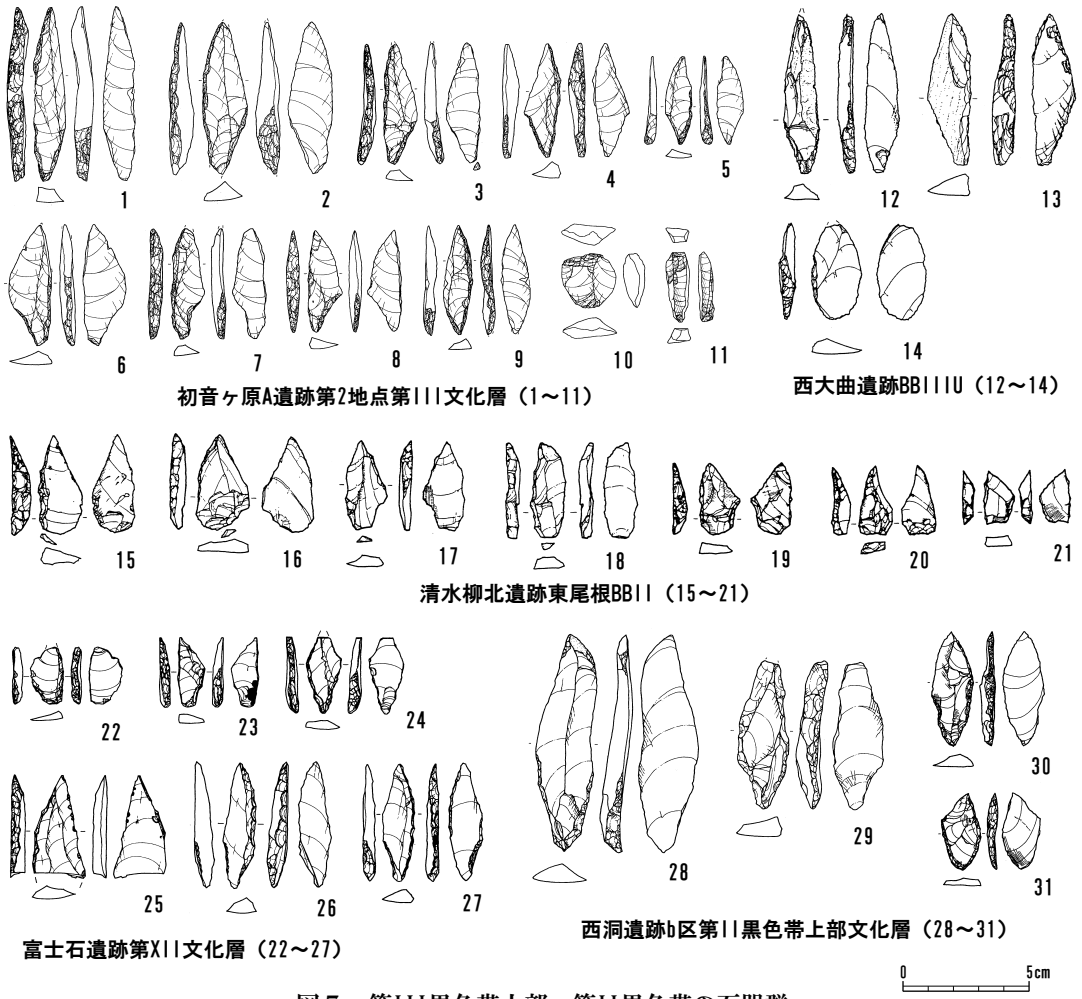 1 2 3 4 5 12 13
6 7 8 9 10 11 14
初音ヶ原A遺跡第2地点第III文化層（1～11）
西大曲遺跡BBIIIU（12～14）
15 16 17 18 19 20 21
清水柳北遺跡東尾根BBII（15～21）
22 23 24 30
25 26 27 28 29 31
西洞遺跡b区第II黒色帯上部文化層（28～31）
富士石遺跡第XII文化層（22～27）
0 5cm